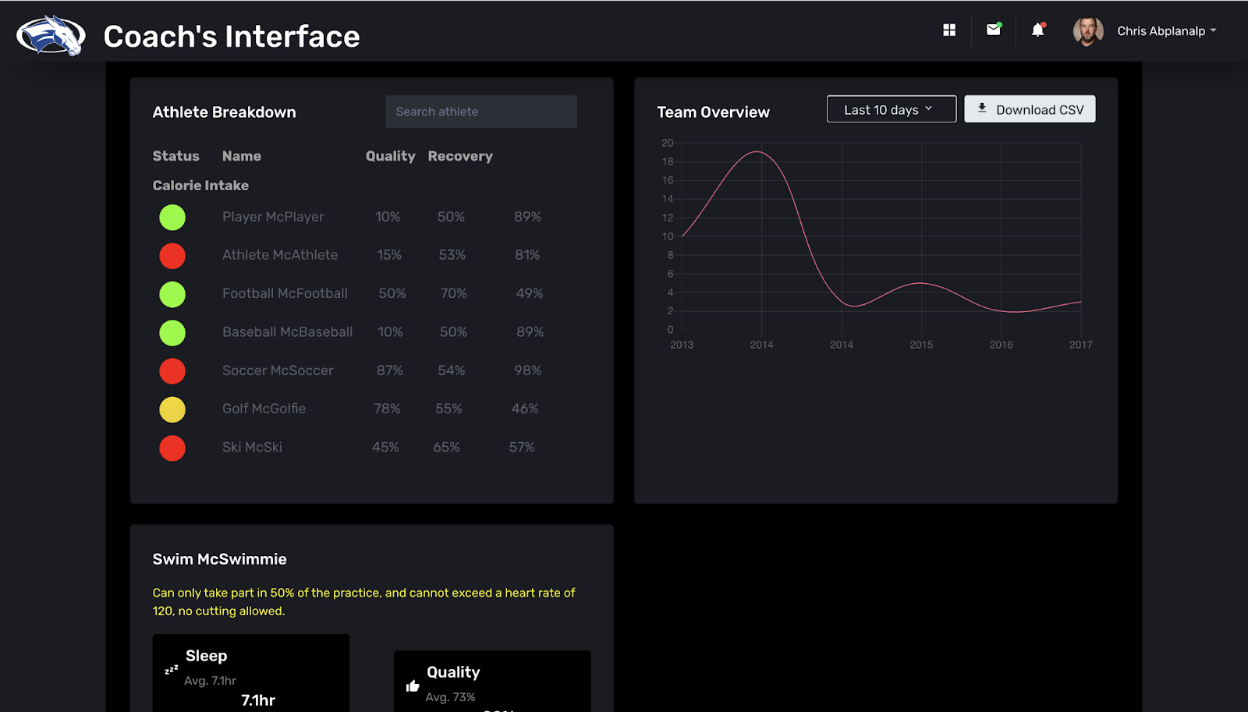 Coach's Interface
Chris Abplanalp
Athlete Breakdown
Search athlete
Status Name Quality Recovery
Calorie Intake
Player McPlayer 10% 50% 89%
Athlete McAthlete 15% 53% 81%
Football McFootball 50% 70% 49%
Baseball McBaseball 10% 50% 89%
Soccer McSoccer 87% 54% 98%
Golf McGolfie 78% 55% 46%
Ski McSki 45% 65% 57%
Team Overview
Last 10 days
Download CSV
20
18
16
14
12
10
8
6
4
2
0
2013 2014 2014 2015 2016 2017
Swim McSwimmie
Can only take part in 50% of the practice, and cannot exceed a heart rate of
120, no cutting allowed.
zzz
Sleep
Avg. 7.1hr
7.1hr
Quality
Avg. 73%